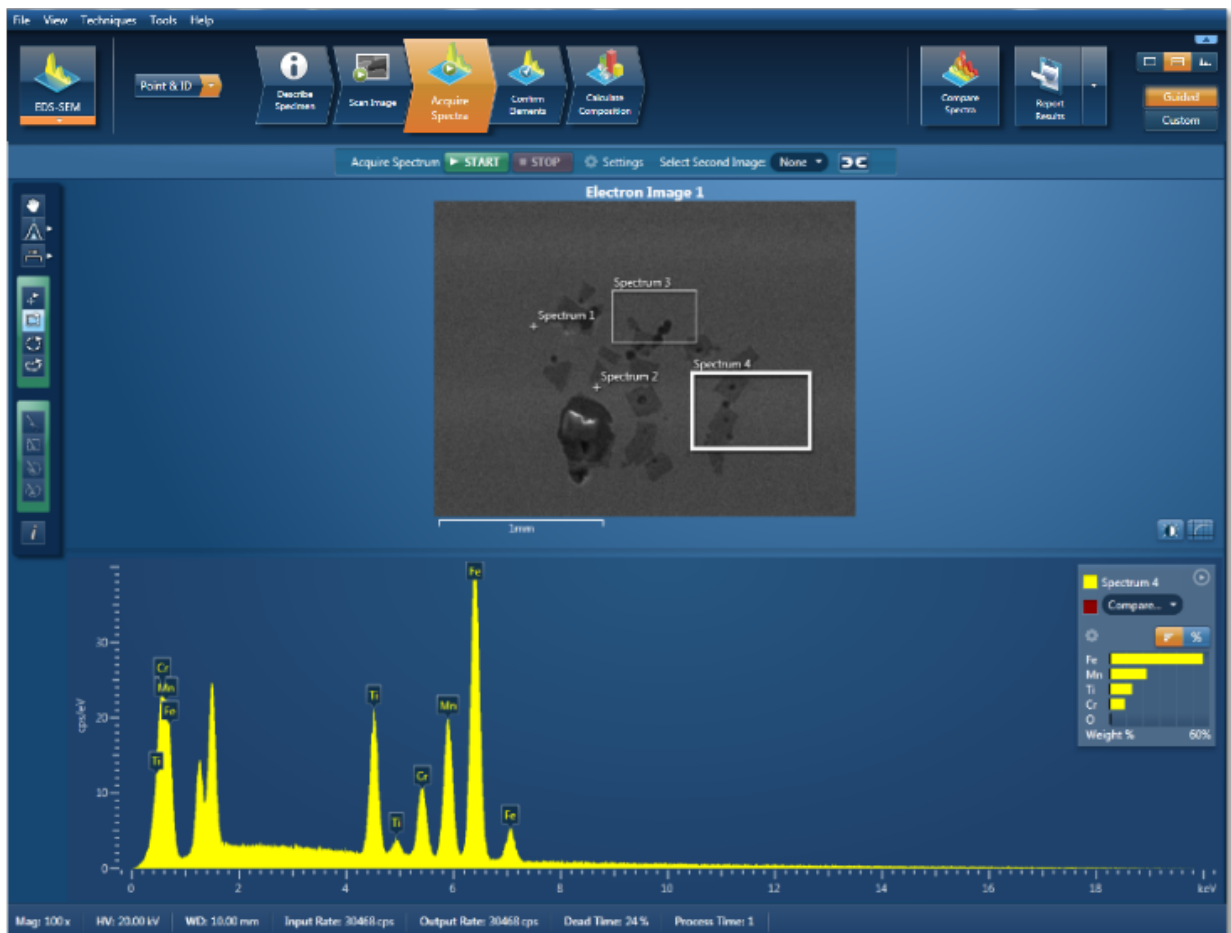 File View Techniques Tools Help
EDS-SEM
Point & ID
Describe
Specimen
Scan Image
Acquire
Spectra
Confirm
Elements
Calculate
Composition
Compare
Spectra
Report
Results
Guided
Custom
Acquire Spectrum START STOP Settings Select Second Image: None
Electron Image 1
Spectrum 3
Spectrum 1
Spectrum 4
Spectrum 2
1mm
i
Fe
Cr
Mn
Fe
Ti
Ti
Ti
Cr
Mn
Fe
cps/eV
30
20
10
0
0 2 4 6 8 10 12 14 16 18 keV
Spectrum 4
Compare...
%
Fe
Mn
Ti
Cr
O
Weight % 60%
Mag: 100 x HV: 20.00 kV WD: 10.00 mm Input Rate: 30468 cps Output Rate: 30468 cps Dead Time: 24 % Process Time: 1